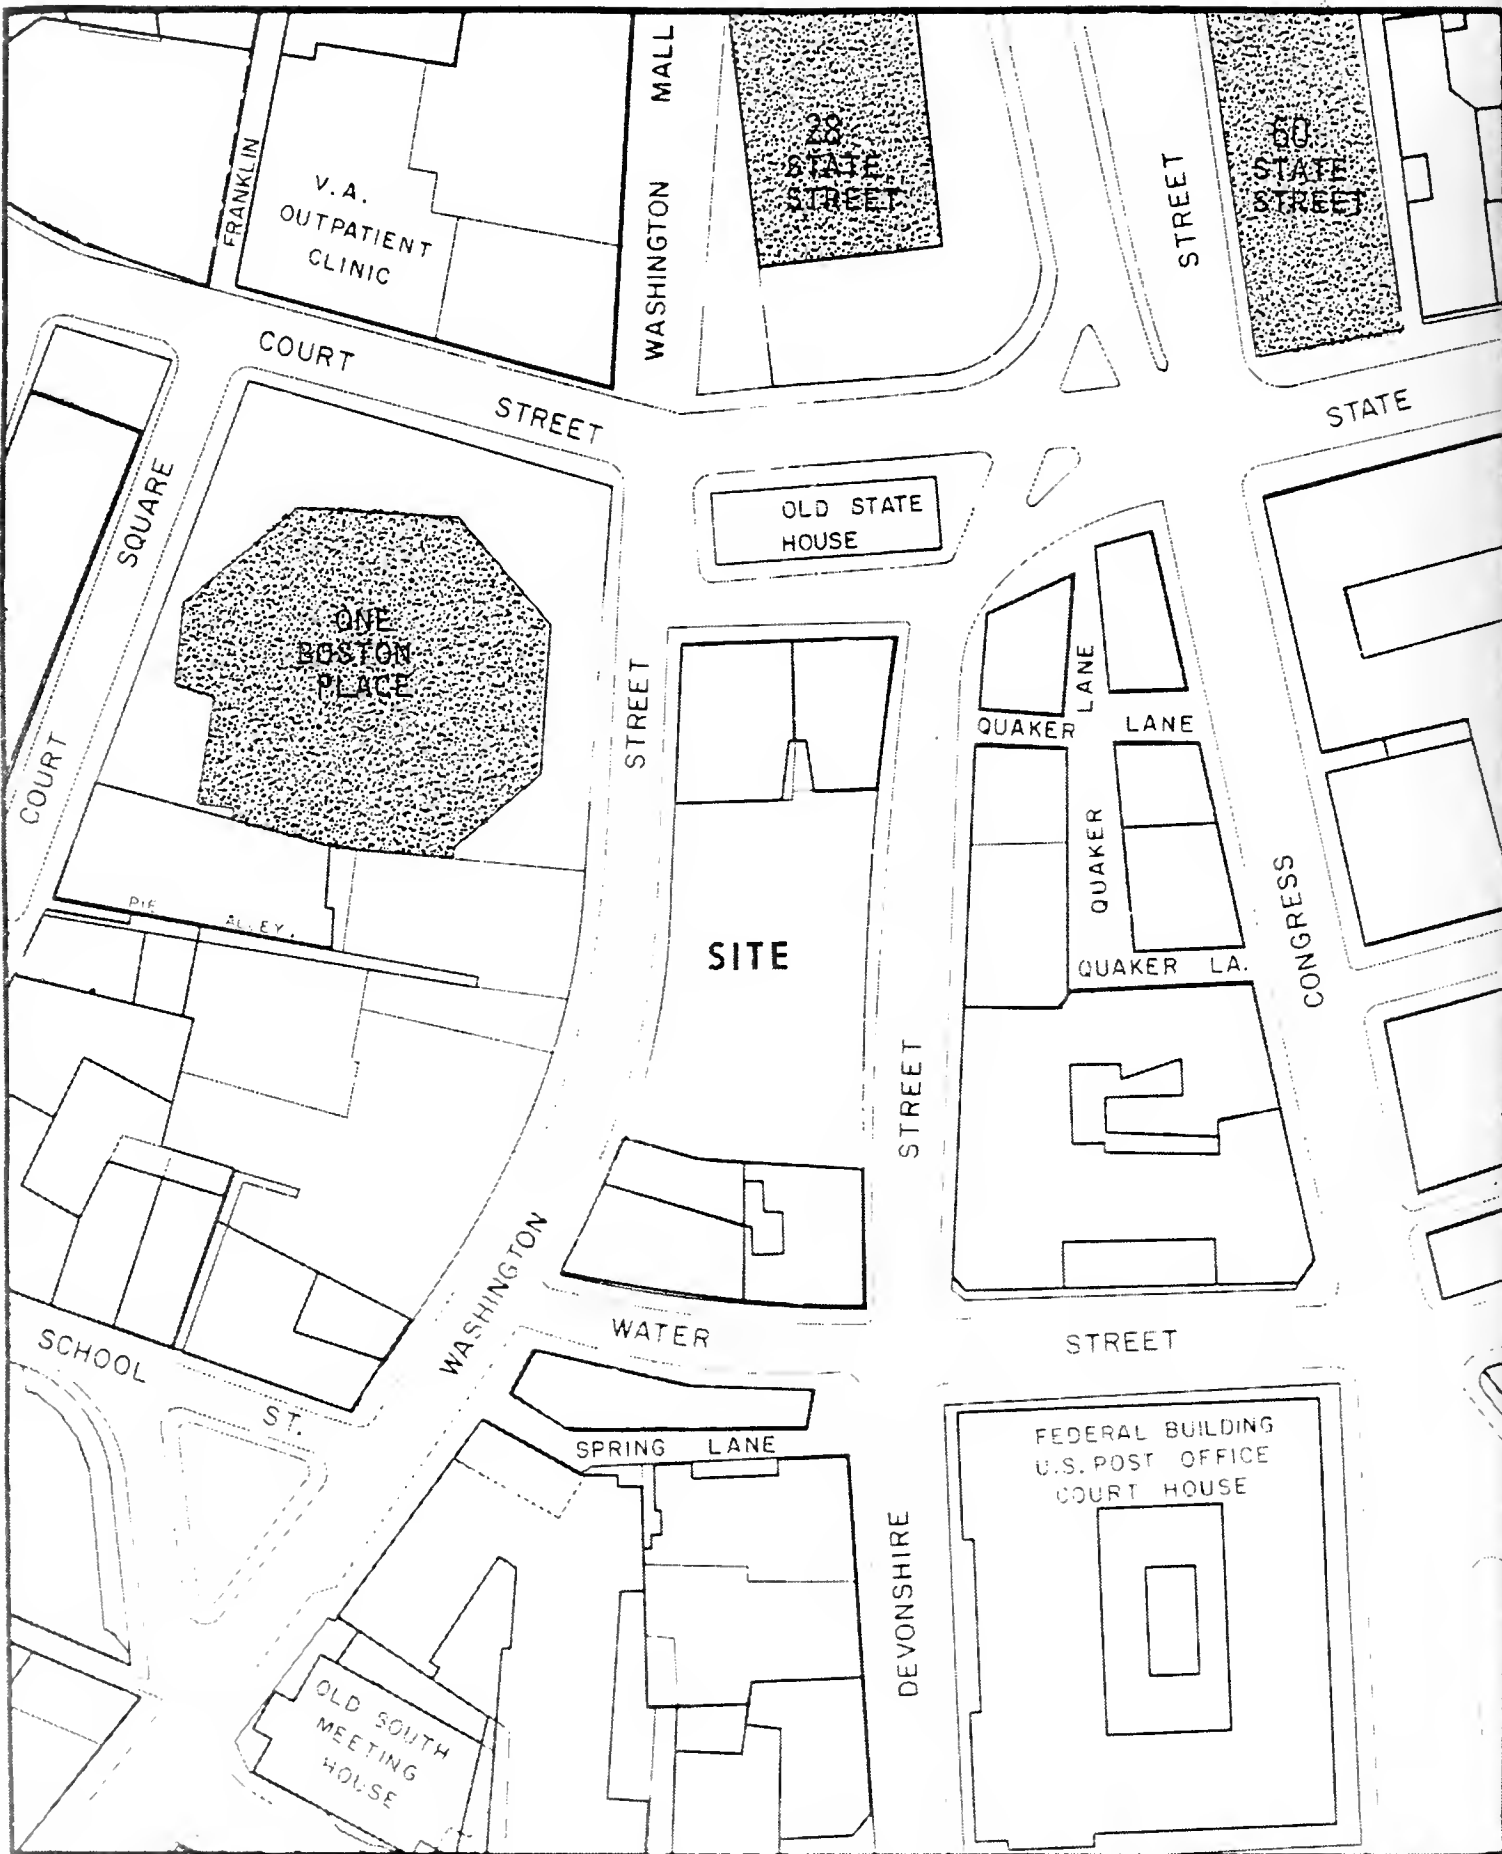 MALL
WASHINGTON
28
STATE
STREET
STREET
60
STATE
STREET
FRANKLIN
V.A.
OUTPATIENT
CLINIC
COURT
STREET
STATE
SQUARE
COURT
OLD STATE
HOUSE
ONE
BOSTON
PLACE
STREET
LANE
QUAKER LANE
QUAKER
QUAKER LA.
CONGRESS
PIE ALLEY.
SITE
STREET
WASHINGTON
WATER STREET
SCHOOL
ST.
SPRING LANE
FEDERAL BUILDING
U.S. POST OFFICE
COURT HOUSE
DEVONSHIRE
OLD SOUTH
MEETING
HOUSE